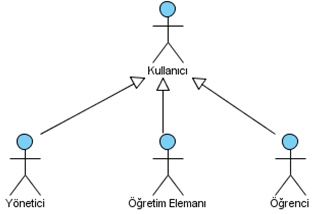 Kullanıcı
Yönetici
Öğretim Elemanı
Öğrenci